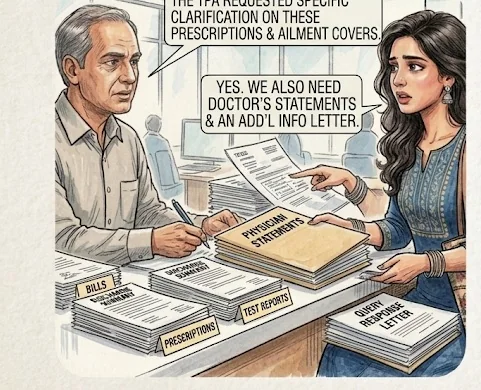 THE TPA REQUESTED SPECIFIC
CLARIFICATION ON THESE
PRESCRIPTIONS & AILMENT COVERS.
YES. WE ALSO NEED
DOCTOR'S STATEMENTS
& AN ADD'L INFO LETTER.
PHYSICIAN
STATEMENTS
BILLS
PRESCRIPTIONS
TEST REPORTS
QUERY
RESPONSE
LETTER